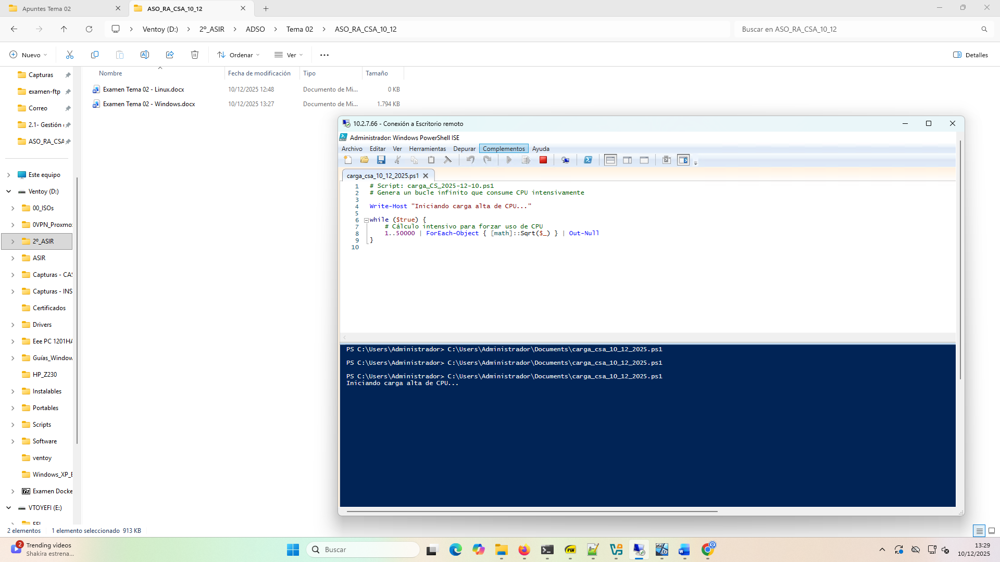 Apuntes Tema 02
ASO_RA_CSA_10_12
Ventoy (D:)
2º_ASIR
ADSO
Tema 02
ASO_RA_CSA_10_12
Buscar en ASO_RA_CSA_10_12
Nuevo
Ordenar
Ver
Detalles
Nombre
Fecha de modificación
Tipo
Tamaño
Examen Tema 02 - Linux.docx
10/12/2025 12:48
Documento de Mi...
0 KB
Examen Tema 02 - Windows.docx
10/12/2025 13:27
Documento de Mi...
1.794 KB
Capturas
examen-ftp
Correo
2.1- Gestión
ASO_RA_CSA
Este equipo
Ventoy (D:)
00_ISOs
0VPN_Proxmo
2º_ASIR
ASIR
Capturas - CA
Capturas - INS
Certificados
Drivers
Eee PC 1201HA
Guías_Window
HP_Z230
Instalables
Portables
Scripts
Software
ventoy
Windows_XP_E
Examen Docke
VTOYEFI (E:)
EFI
10.2.7.66 - Conexión a Escritorio remoto
Administrador: Windows PowerShell ISE
Archivo Editar Ver Herramientas Depurar Complementos Ayuda
carga_csa_10_12_2025.ps1
1 # Script: carga_CS_2025-12-10.ps1
2 # Genera un bucle infinito que consume CPU intensivamente
3
4 Write-Host "Iniciando carga alta de CPU..."
5
6 while ($true) {
7 # Cálculo intensivo para forzar uso de CPU
8 1..50000 | ForEach-Object { [math]::Sqrt($_) } | Out-Null
9 }
10
PS C:\Users\Administrador> C:\Users\Administrador\Documents\carga_csa_10_12_2025.ps1
PS C:\Users\Administrador> C:\Users\Administrador\Documents\carga_csa_10_12_2025.ps1
PS C:\Users\Administrador> C:\Users\Administrador\Documents\carga_csa_10_12_2025.ps1
Iniciando carga alta de CPU...
2 elementos
1 elemento seleccionado 913 KB
2
Trending videos
Shakira estrena...
Buscar
PDF
13:29
10/12/2025